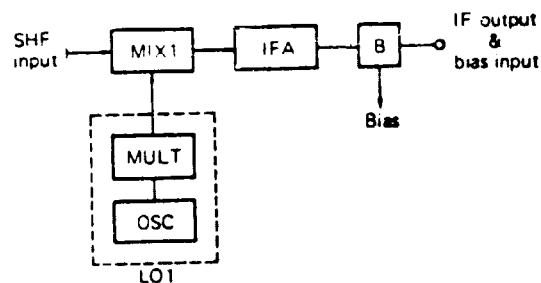 SHF
input
MIX1
IFA
B
IF output
&
bias input
Bias
MULT
OSC
LO1